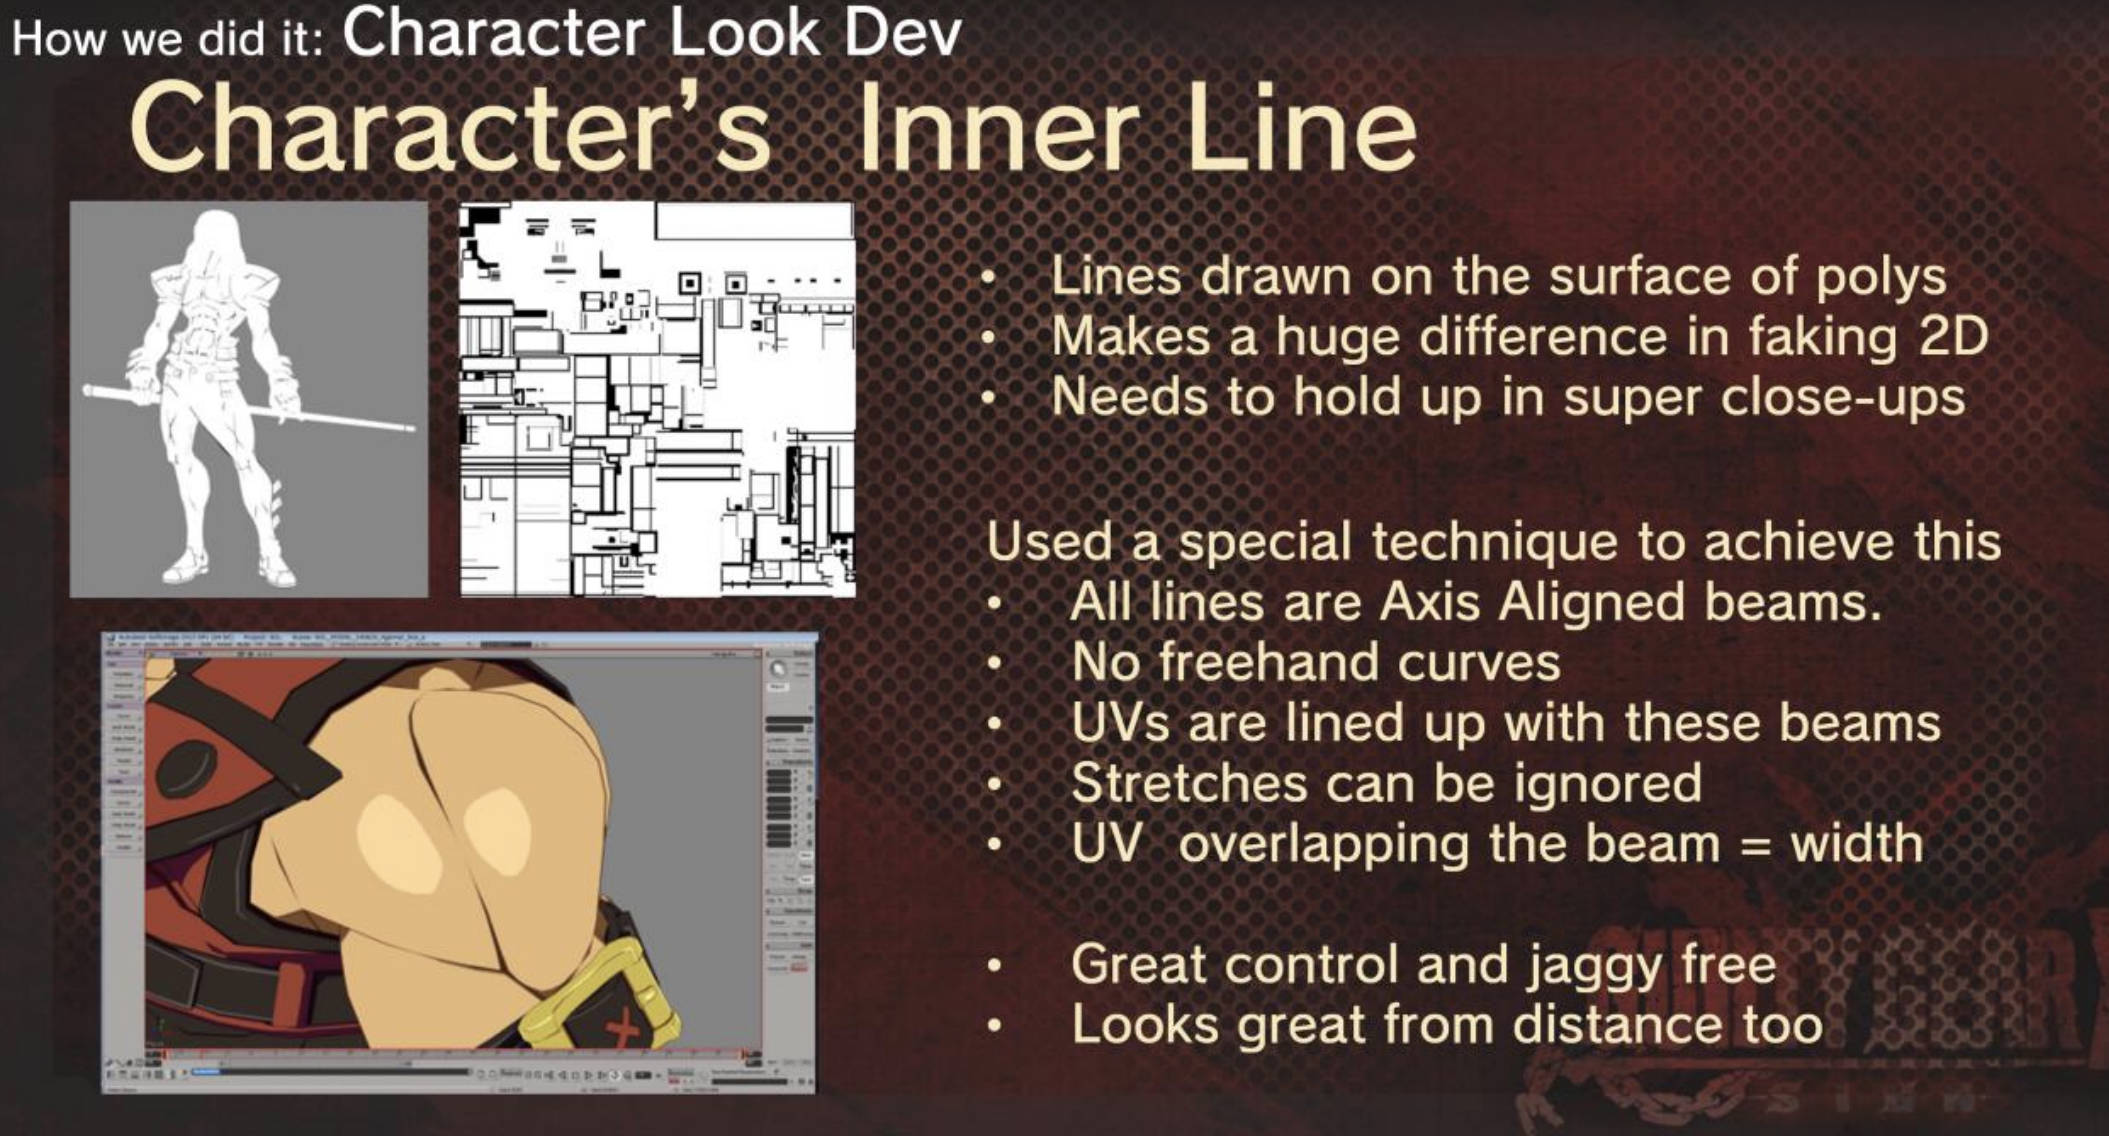 How we did it: Character Look Dev
Character's Inner Line
• Lines drawn on the surface of polys
• Makes a huge difference in faking 2D
• Needs to hold up in super close-ups
Used a special technique to achieve this
• All lines are Axis Aligned beams.
• No freehand curves
• UVs are lined up with these beams
• Stretches can be ignored
• UV overlapping the beam = width
• Great control and jaggy free
• Looks great from distance too